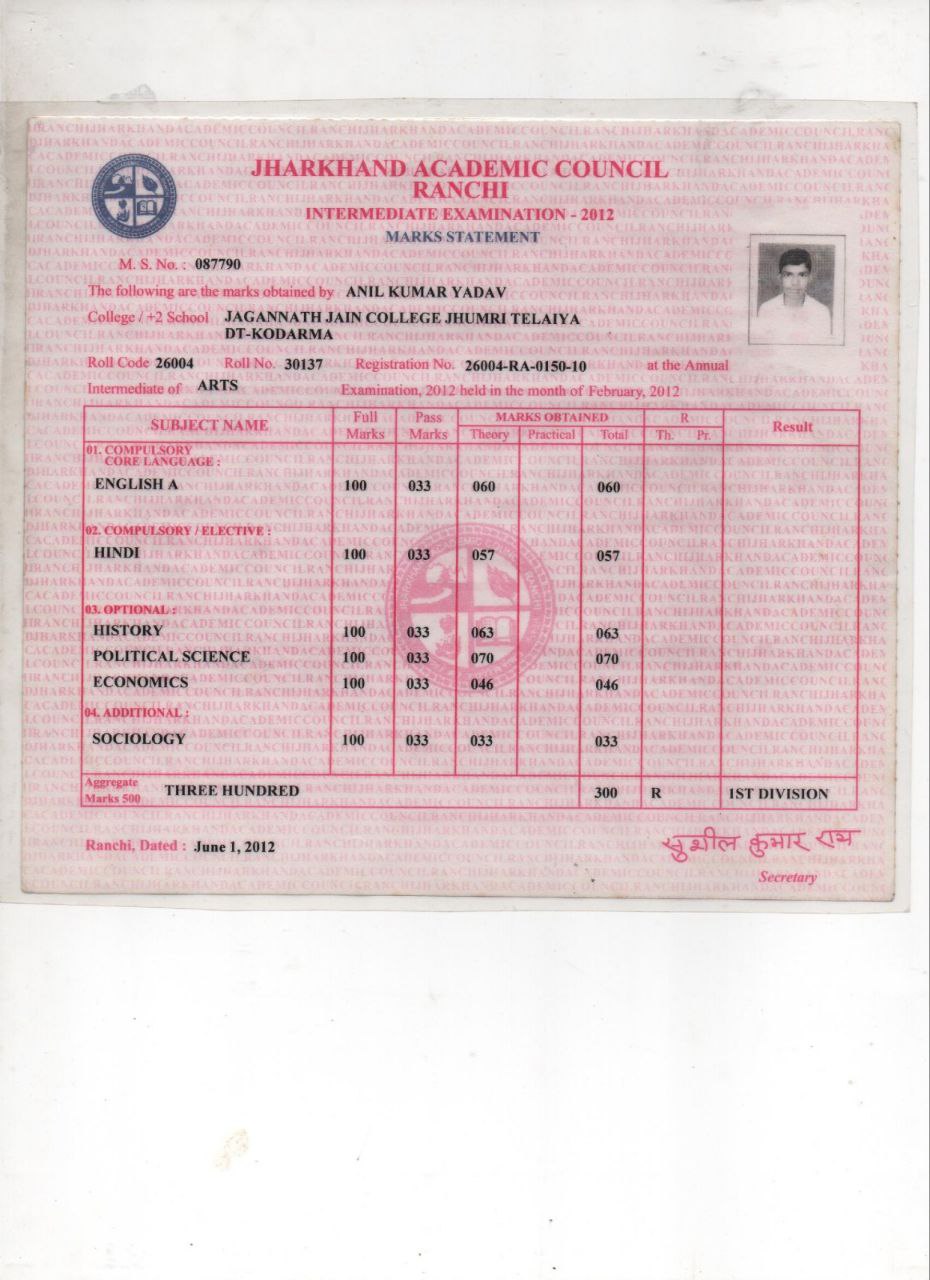 JHARKHAND ACADEMIC COUNCIL
RANCHI
INTERMEDIATE EXAMINATION - 2012
MARKS STATEMENT
M. S. No. : 087790
The following are the marks obtained by ANIL KUMAR YADAV
College / +2 School JAGANNATH JAIN COLLEGE JHUMRI TELAIYA
DT-KODARMA
Roll Code 26004 Roll No. 30137 Registration No. 26004-RA-0150-10 at the Annual
Intermediate of ARTS Examination, 2012 held in the month of February, 2012
SUBJECT NAME Full Marks Pass Marks MARKS OBTAINED R Result
Theory Practical Total Th. Pr.
01. COMPULSORY
CORE LANGUAGE :
ENGLISH A 100 033 060 060
02. COMPULSORY / ELECTIVE :
HINDI 100 033 057 057
03. OPTIONAL :
HISTORY 100 033 063 063
POLITICAL SCIENCE 100 033 070 070
ECONOMICS 100 033 046 046
04. ADDITIONAL :
SOCIOLOGY 100 033 033 033
Aggregate
Marks 500 THREE HUNDRED 300 R 1ST DIVISION
Ranchi, Dated : June 1, 2012
सुशील कुमार राय
Secretary